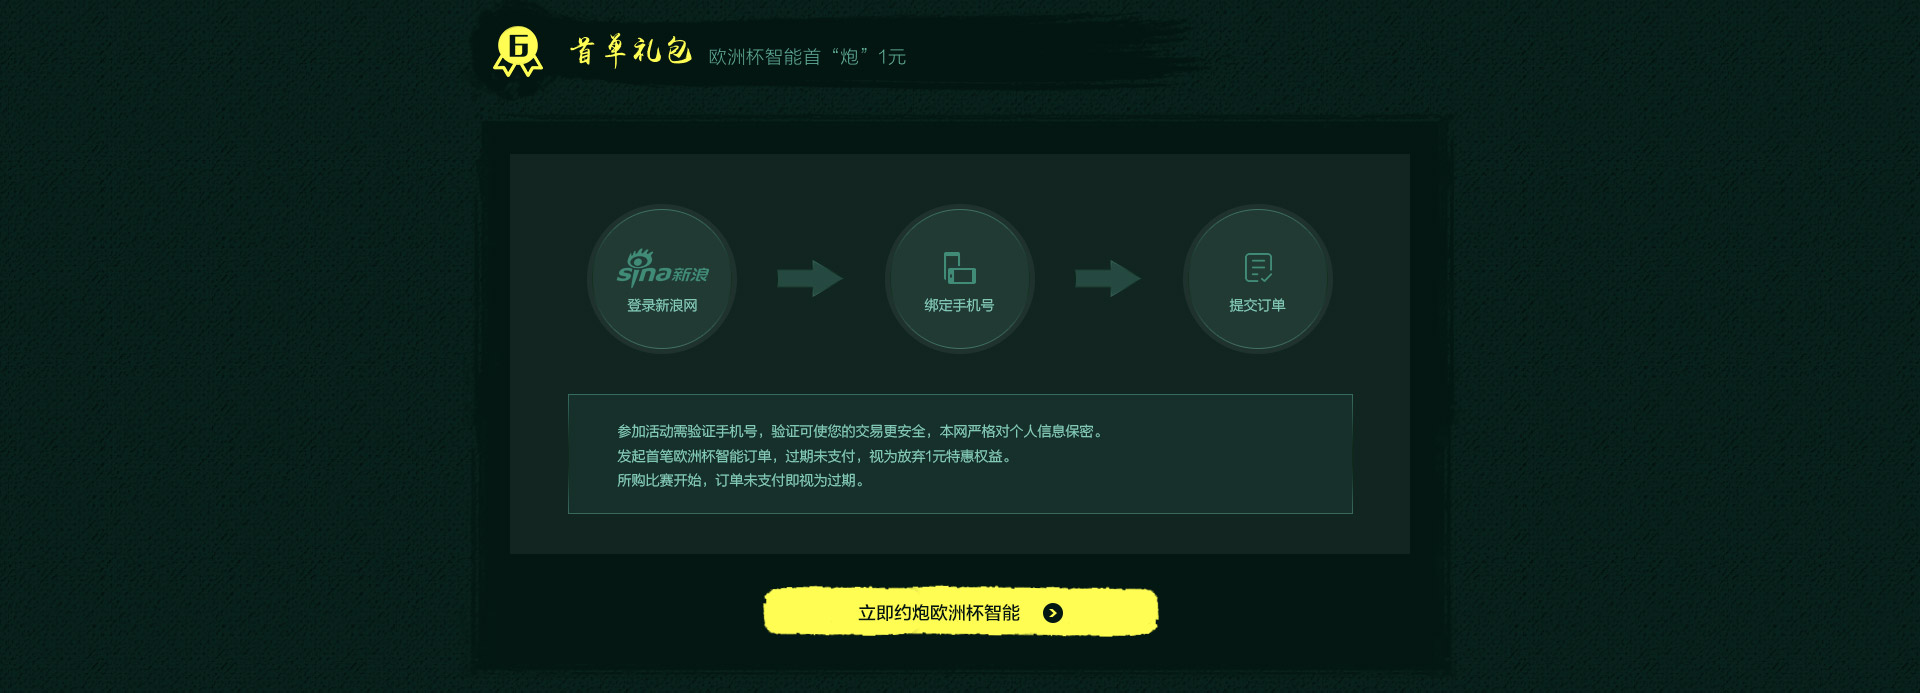 6
首单礼包 欧洲杯智能首“炮”1元
sina新浪
登录新浪网
绑定手机号
提交订单
参加活动需验证手机号，验证可使您的交易更安全，本网严格对个人信息保密。
发起首笔欧洲杯智能订单，过期未支付，视为放弃1元特惠权益。
所购比赛开始，订单未支付即视为过期。
立即约炮欧洲杯智能